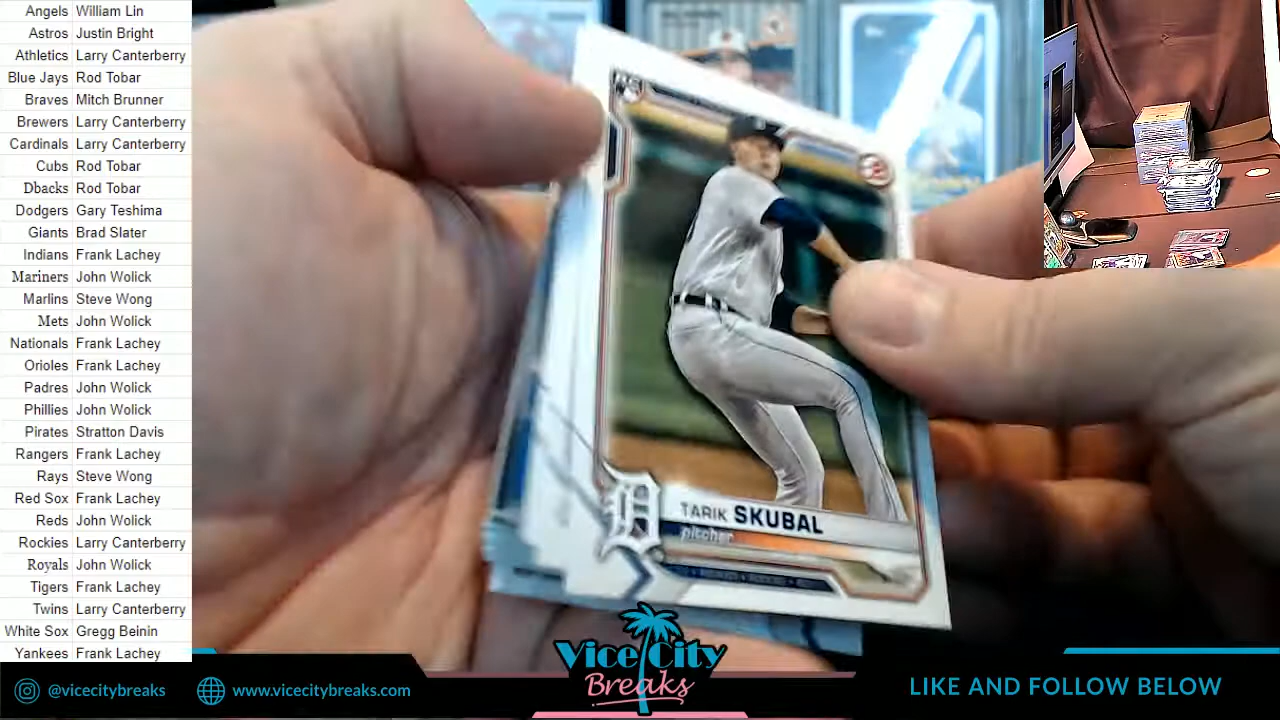 Angels William Lin
Astros Justin Bright
Athletics Larry Canterberry
Blue Jays Rod Tobar
Braves Mitch Brunner
Brewers Larry Canterberry
Cardinals Larry Canterberry
Cubs Rod Tobar
Dbacks Rod Tobar
Dodgers Gary Teshima
Giants Brad Slater
Indians Frank Lachey
Mariners John Wolick
Marlins Steve Wong
Mets John Wolick
Nationals Frank Lachey
Orioles Frank Lachey
Padres John Wolick
Phillies John Wolick
Pirates Stratton Davis
Rangers Frank Lachey
Rays Steve Wong
Red Sox Frank Lachey
Reds John Wolick
Rockies Larry Canterberry
Royals John Wolick
Tigers Frank Lachey
Twins Larry Canterberry
White Sox Gregg Beinin
Yankees Frank Lachey
TARIK SKUBAL
pitcher
@vicecitybreaks
www.vicecitybreaks.com
Vice City
Breaks
LIKE AND FOLLOW BELOW